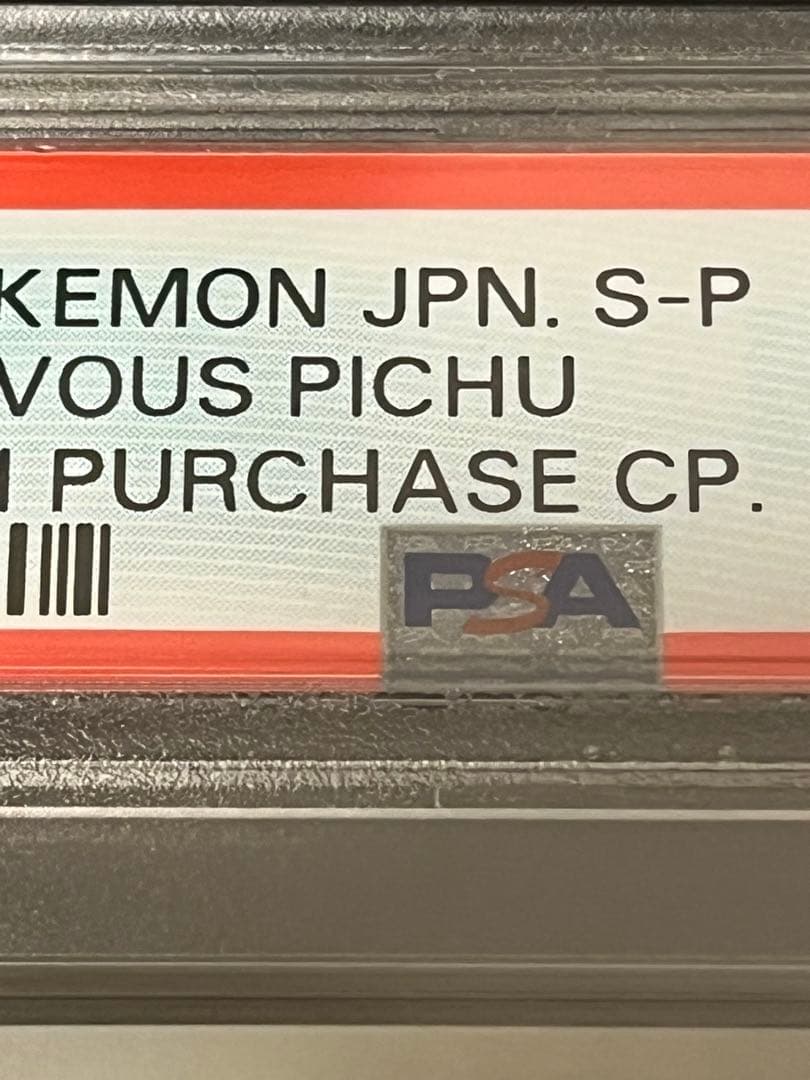 KEMON JPN. S-P
VOUS PICHU
PURCHASE CP.
PSA